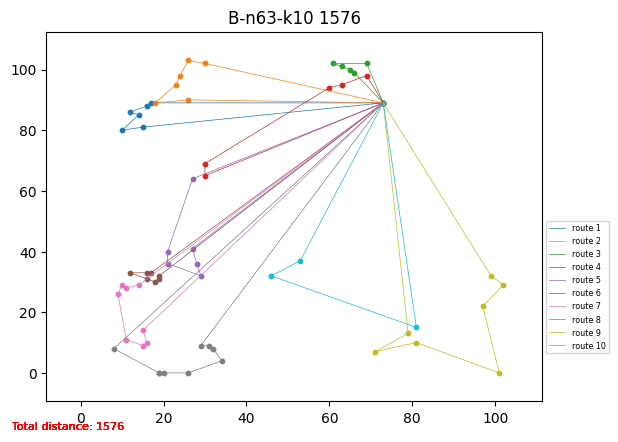 B-n63-k10 1576
100
80
60
40
20
0
0
20
40
60
80
100
route 1
route 2
route 3
route 4
route 5
route 6
route 7
route 8
route 9
route 10
Total distance: 1576